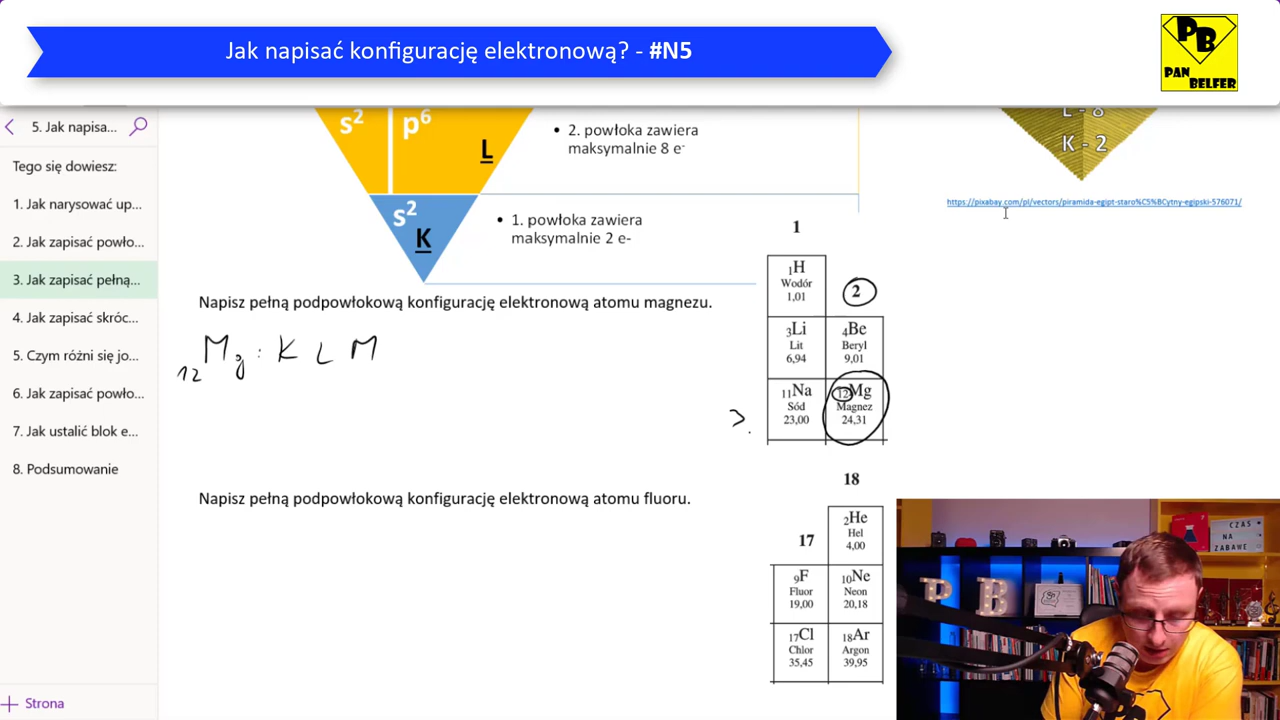 Jak napisać konfigurację elektronową? - #N5
PB
PAN
BELFER
5. Jak napisa...
Tego się dowiesz:
1. Jak narysować up...
2. Jak zapisać powło...
3. Jak zapisać pełną...
4. Jak zapisać skróc...
5. Czym różni się jo...
6. Jak zapisać powło...
7. Jak ustalić blok e...
8. Podsumowanie
Strona
s² p⁶
L
• 2. powłoka zawiera
maksymalnie 8 e⁻
s²
K
• 1. powłoka zawiera
maksymalnie 2 e-
L - 8
K - 2
https://pixabay.com/pl/vectors/piramida-egipt-staro%C5%BCytny-egipski-576071/
Napisz pełną podpowłokową konfigurację elektronową atomu magnezu.
₁₂Mg: K L M
1
₁H
Wodór
1,01
2
₃Li
Lit
6,94
₄Be
Beryl
9,01
3.
₁₁Na
Sód
23,00
₁₂Mg
Magnez
24,31
Napisz pełną podpowłokową konfigurację elektronową atomu fluoru.
18
₂He
Hel
4,00
17
₉F
Fluor
19,00
₁₀Ne
Neon
20,18
₁₇Cl
Chlor
35,45
₁₈Ar
Argon
39,95
CZAS
NA
ZABAWE
P B